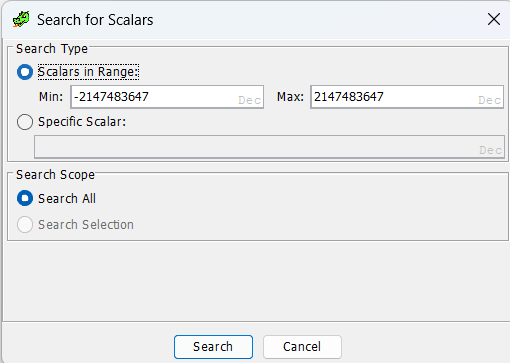 Search for Scalars
Search Type
Scalars in Range:
Min: -2147483647 Dec Max: 2147483647 Dec
Specific Scalar:
Dec
Search Scope
Search All
Search Selection
Search Cancel